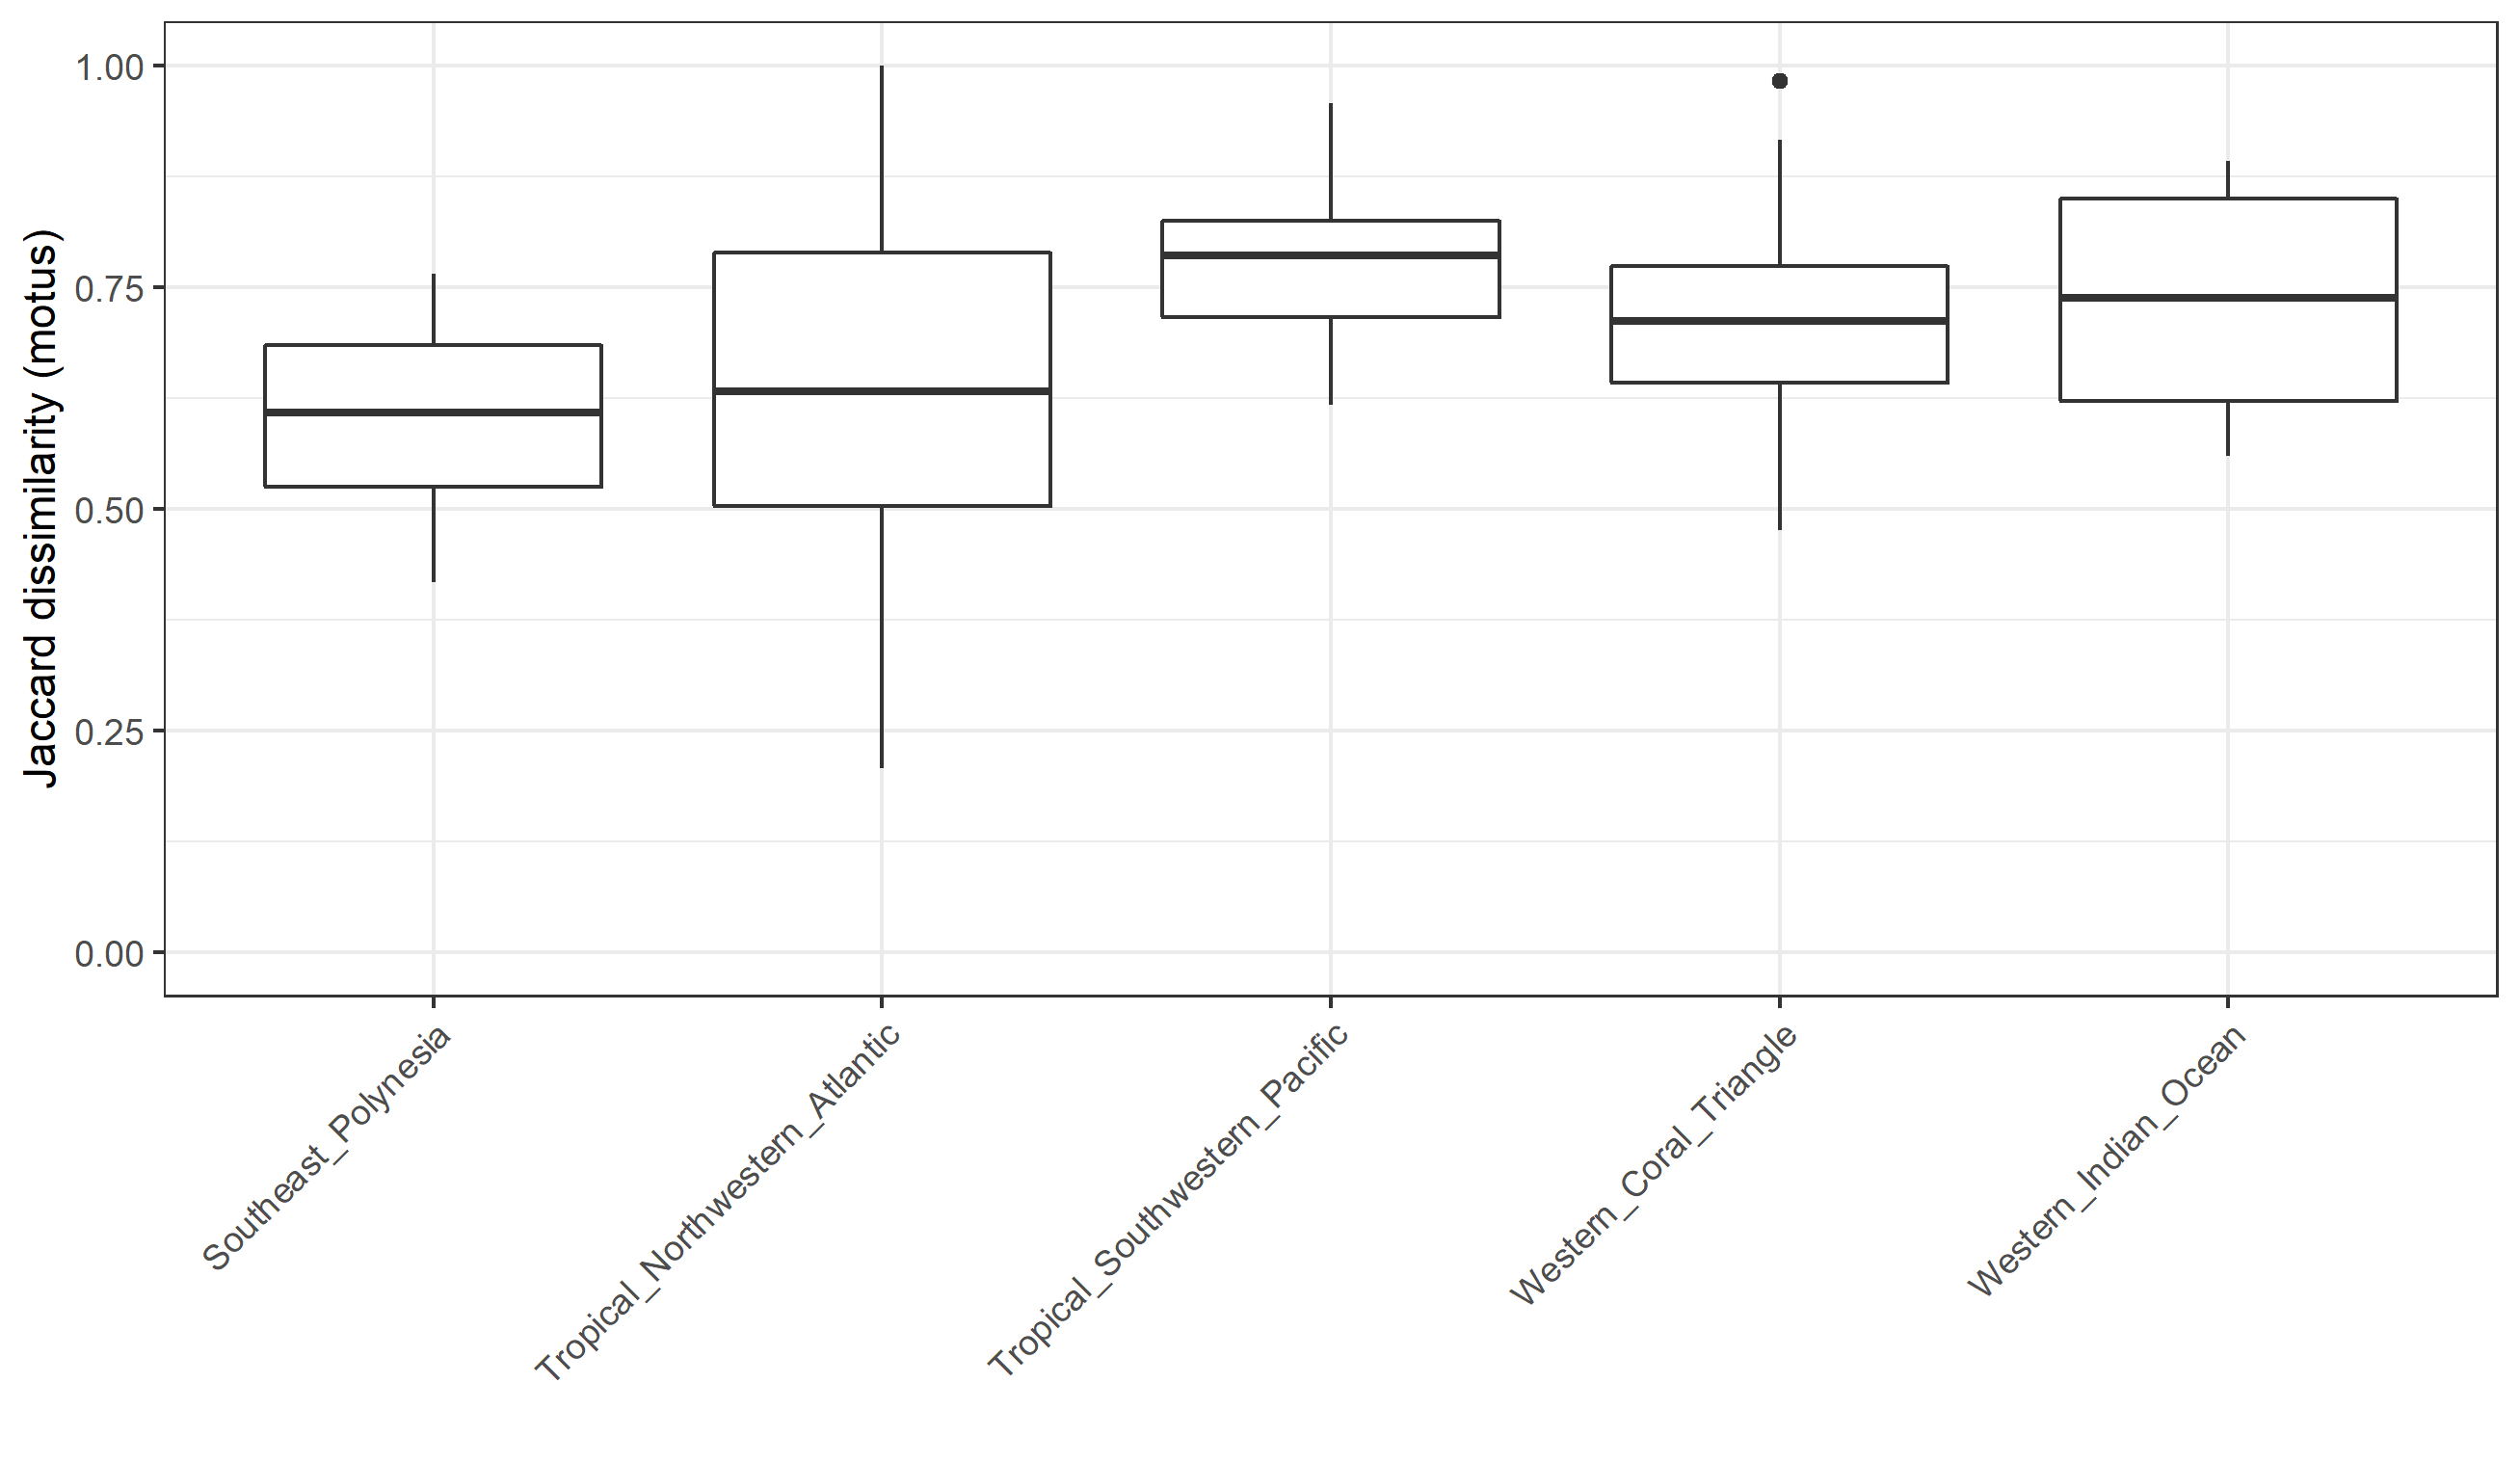 Jaccard dissimilarity (motus)
1.00
0.75
0.50
0.25
0.00
Southeast_Polynesia
Tropical_Northwestern_Atlantic
Tropical_Southwestern_Pacific
Western_Coral_Triangle
Western_Indian_Ocean